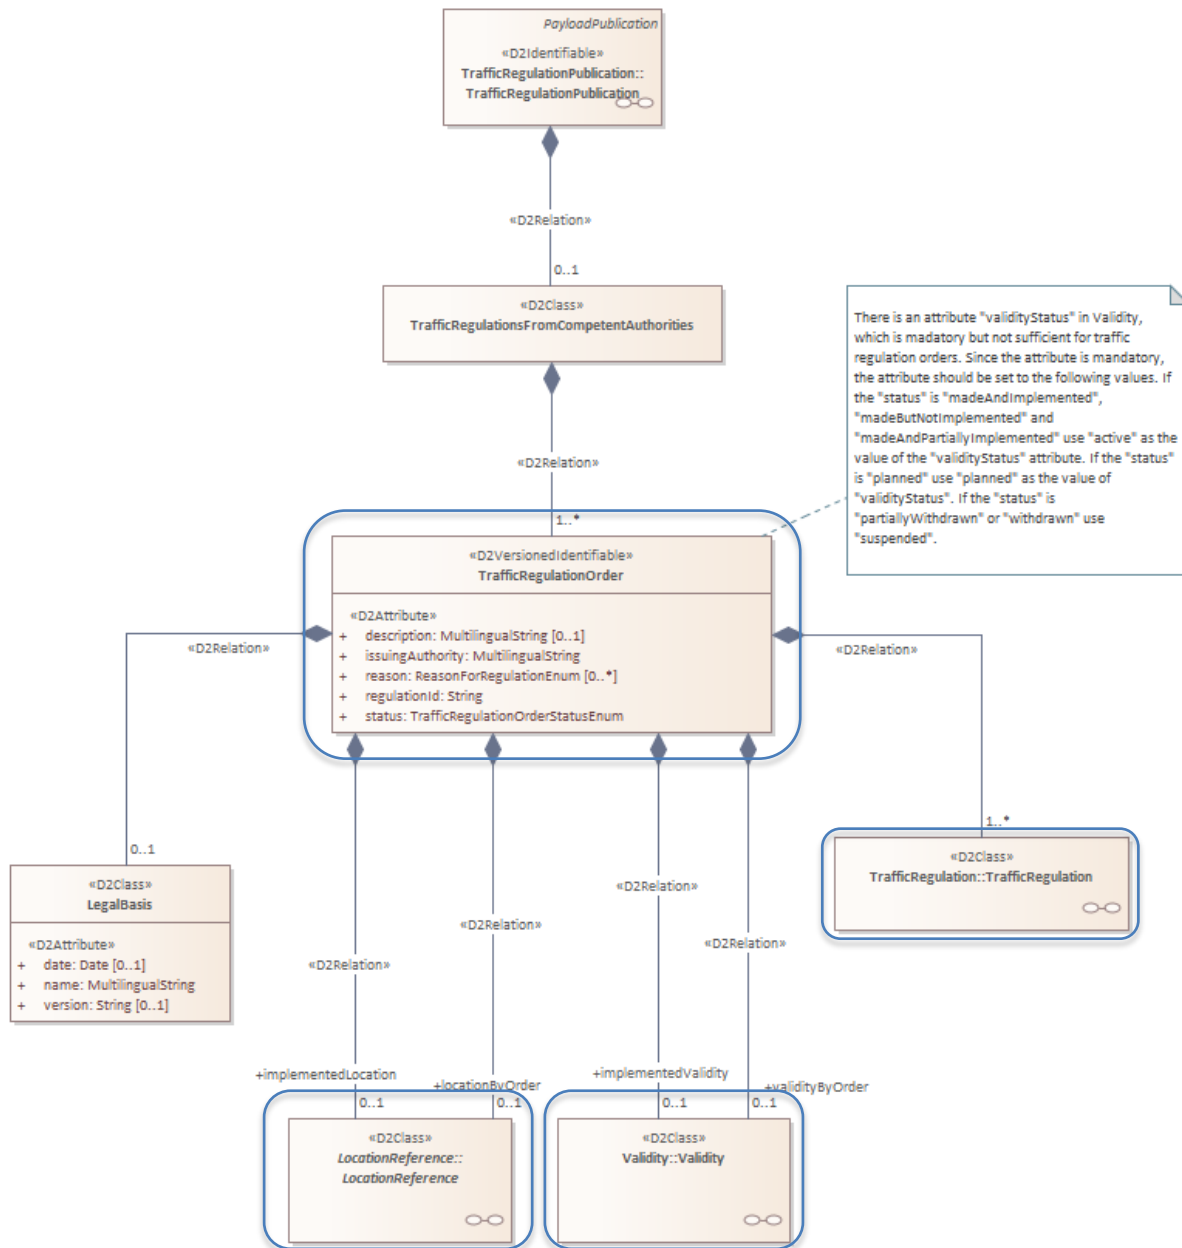 PayloadPublication
«D2Identifiable»
TrafficRegulationPublication::
TrafficRegulationPublication
«D2Relation»
0..1
«D2Class»
TrafficRegulationsFromCompetentAuthorities
«D2Relation»
1..*
There is an attribute "validityStatus" in Validity,
which is madatory but not sufficient for traffic
regulation orders. Since the attribute is mandatory,
the attribute should be set to the following values. If
the "status" is "madeAndImplemented",
"madeButNotImplemented" and
"madeAndPartiallyImplemented" use "active" as the
value of the "validityStatus" attribute. If the "status"
is "planned" use "planned" as the value of
"validityStatus". If the "status" is
"partiallyWithdrawn" or "withdrawn" use
"suspended".
«D2VersionedIdentifiable»
TrafficRegulationOrder
«D2Attribute»
+ description: MultilingualString [0..1]
+ issuingAuthority: MultilingualString
+ reason: ReasonForRegulationEnum [0..*]
+ regulationId: String
+ status: TrafficRegulationOrderStatusEnum
«D2Relation»
«D2Relation»
0..1
1..*
«D2Class»
LegalBasis
«D2Attribute»
+ date: Date [0..1]
+ name: MultilingualString
+ version: String [0..1]
«D2Class»
TrafficRegulation::TrafficRegulation
«D2Relation»
«D2Relation»
«D2Relation»
«D2Relation»
+implementedLocation
0..1
+locationByOrder
0..1
+implementedValidity
0..1
+validityByOrder
0..1
«D2Class»
LocationReference::
LocationReference
«D2Class»
Validity::Validity